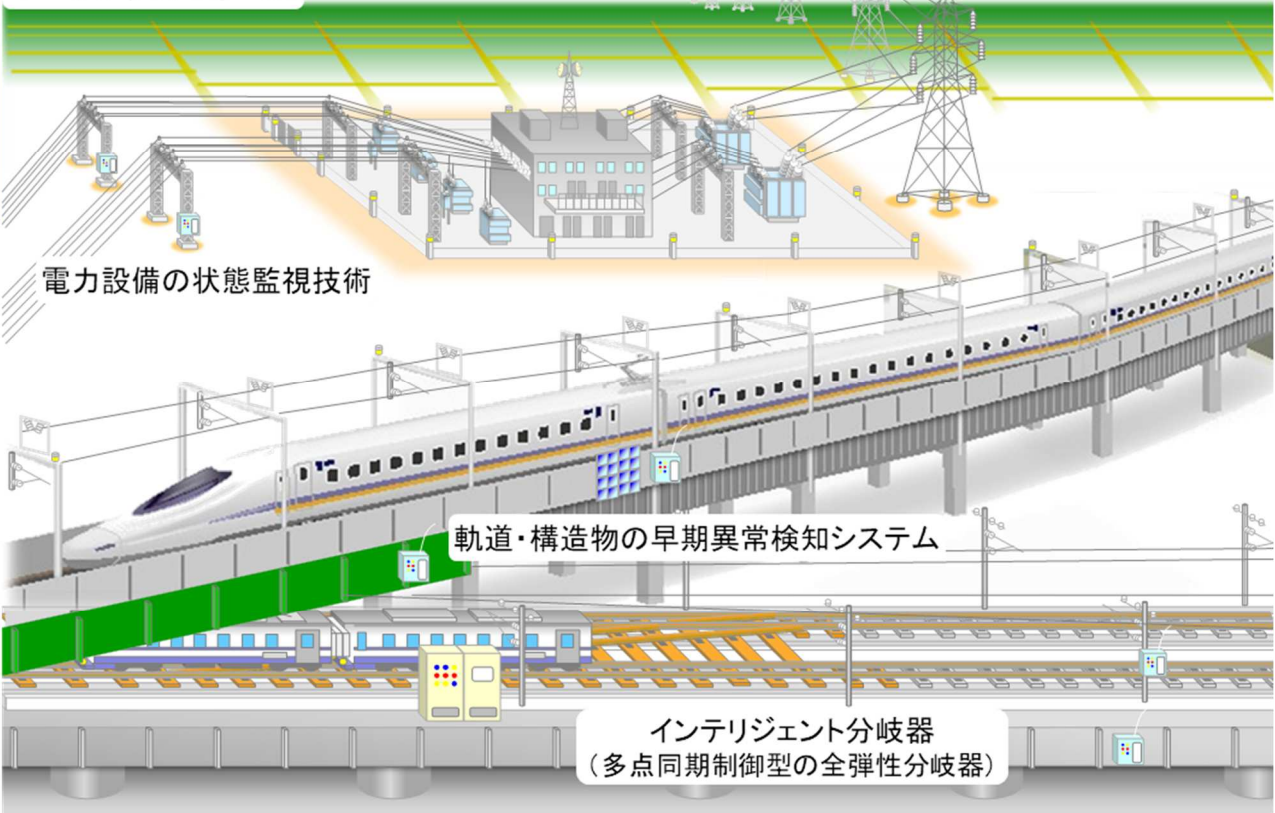 電力設備の状態監視技術
軌道・構造物の早期異常検知システム
インテリジェント分岐器
（多点同期制御型の全弾性分岐器）